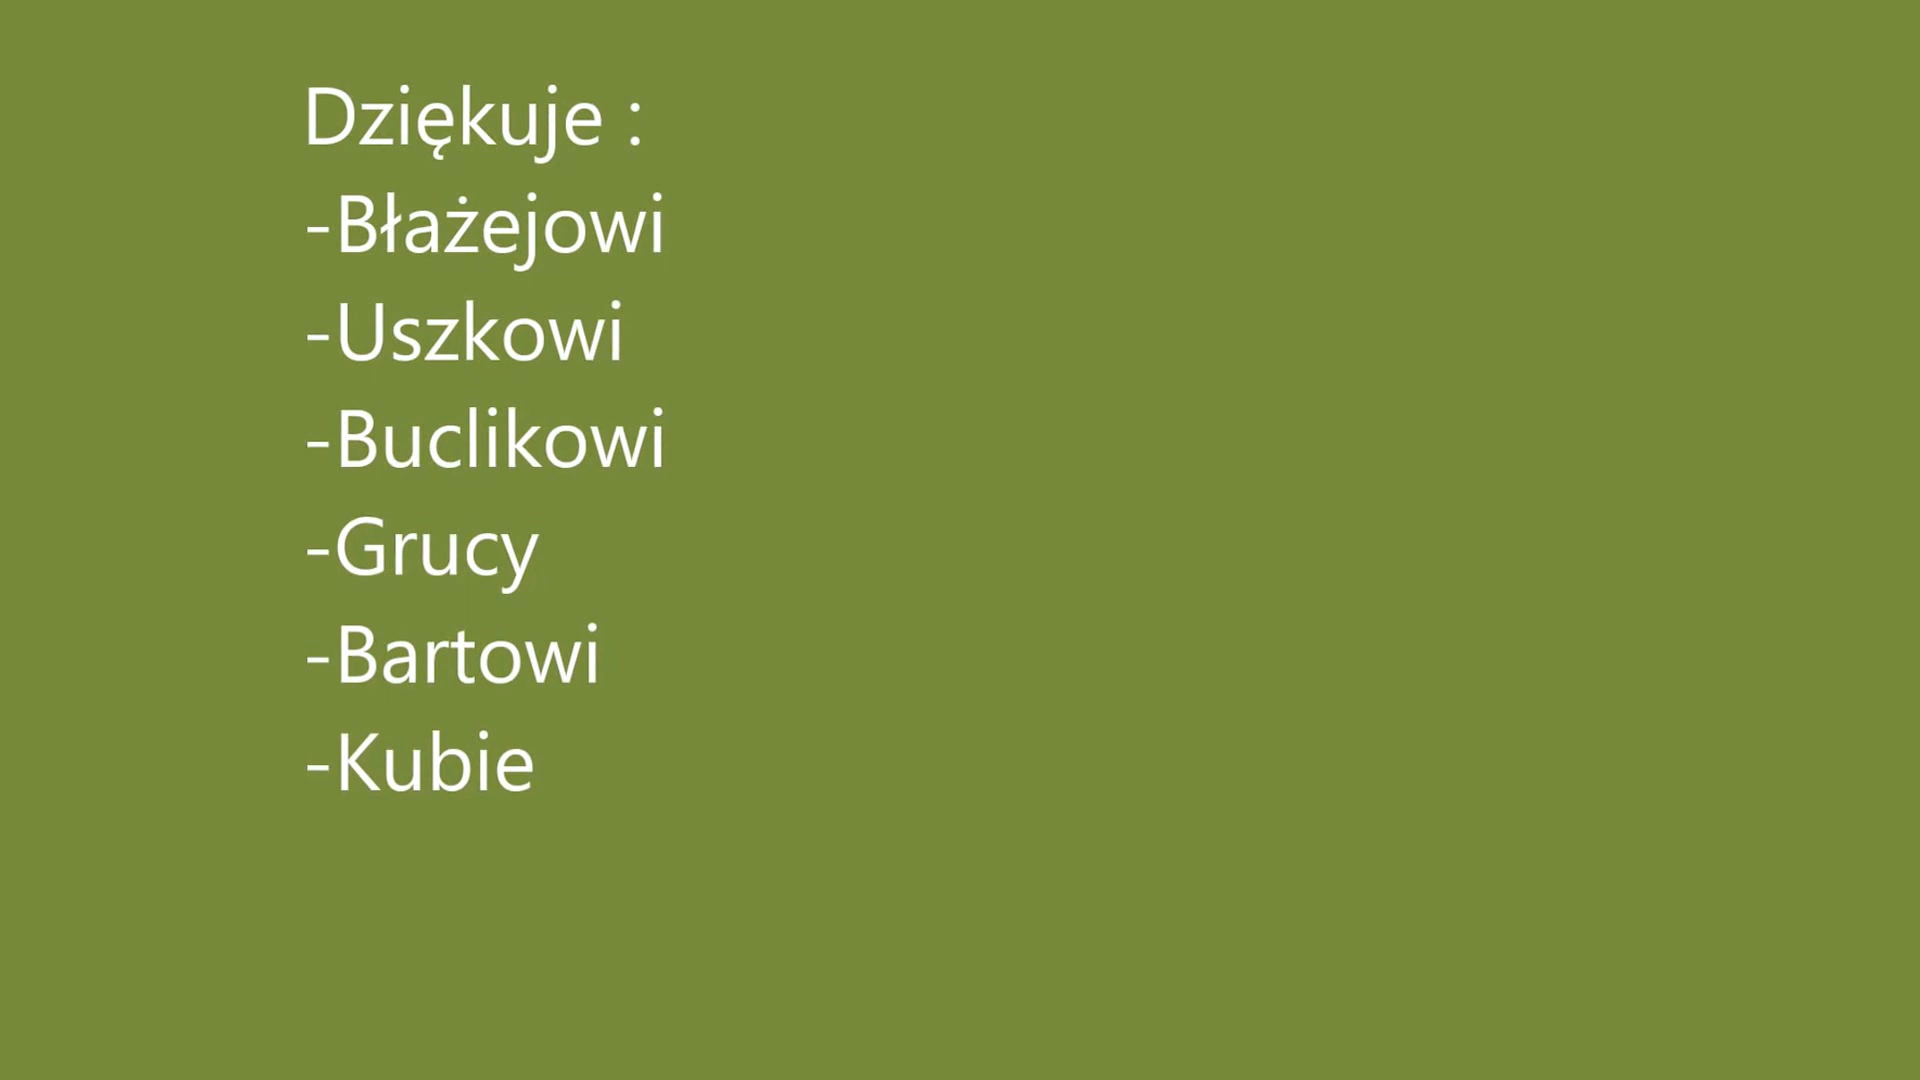 Dziękuje :
-Błażejowi
-Uszkowi
-Buclikowi
-Grucy
-Bartowi
-Kubie